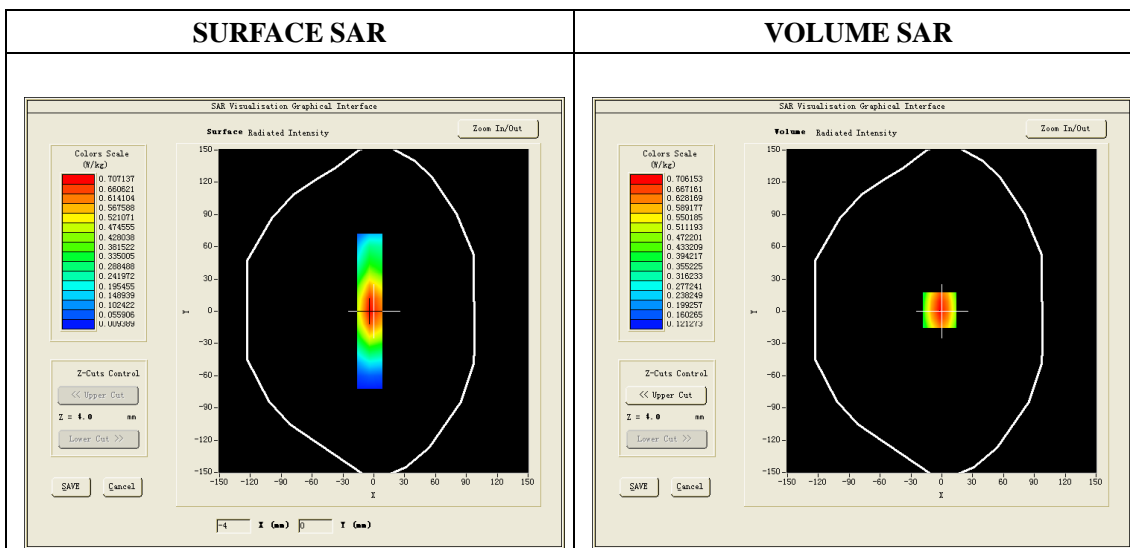 SURFACE SAR
SAR Visualisation Graphical Interface
Surface Radiated Intensity
Zoom In/Out
Colors Scale
(W/kg)
0.707137
0.660621
0.614104
0.567588
0.521071
0.474555
0.428038
0.381522
0.335005
0.288488
0.241972
0.195455
0.148939
0.102422
0.055906
0.009389
150
120
90
60
30
0
-30
-60
-90
-120
-150
Y
-150 -120 -90 -60 -30 0 30 60 90 120 150
X
Z-Cuts Control
<< Upper Cut
Z = 4.0 mm
Lower Cut >>
SAVE Cancel
-4 X (mm) 0 Y (mm)
VOLUME SAR
SAR Visualisation Graphical Interface
Volume Radiated Intensity
Zoom In/Out
Colors Scale
(W/kg)
0.706153
0.667161
0.628169
0.589177
0.550185
0.511193
0.472201
0.433209
0.394217
0.355225
0.316233
0.277241
0.238249
0.199257
0.160265
0.121273
150
120
90
60
30
0
-30
-60
-90
-120
-150
Y
-150 -120 -90 -60 -30 0 30 60 90 120 150
X
Z-Cuts Control
<< Upper Cut
Z = 4.0 mm
Lower Cut >>
SAVE Cancel